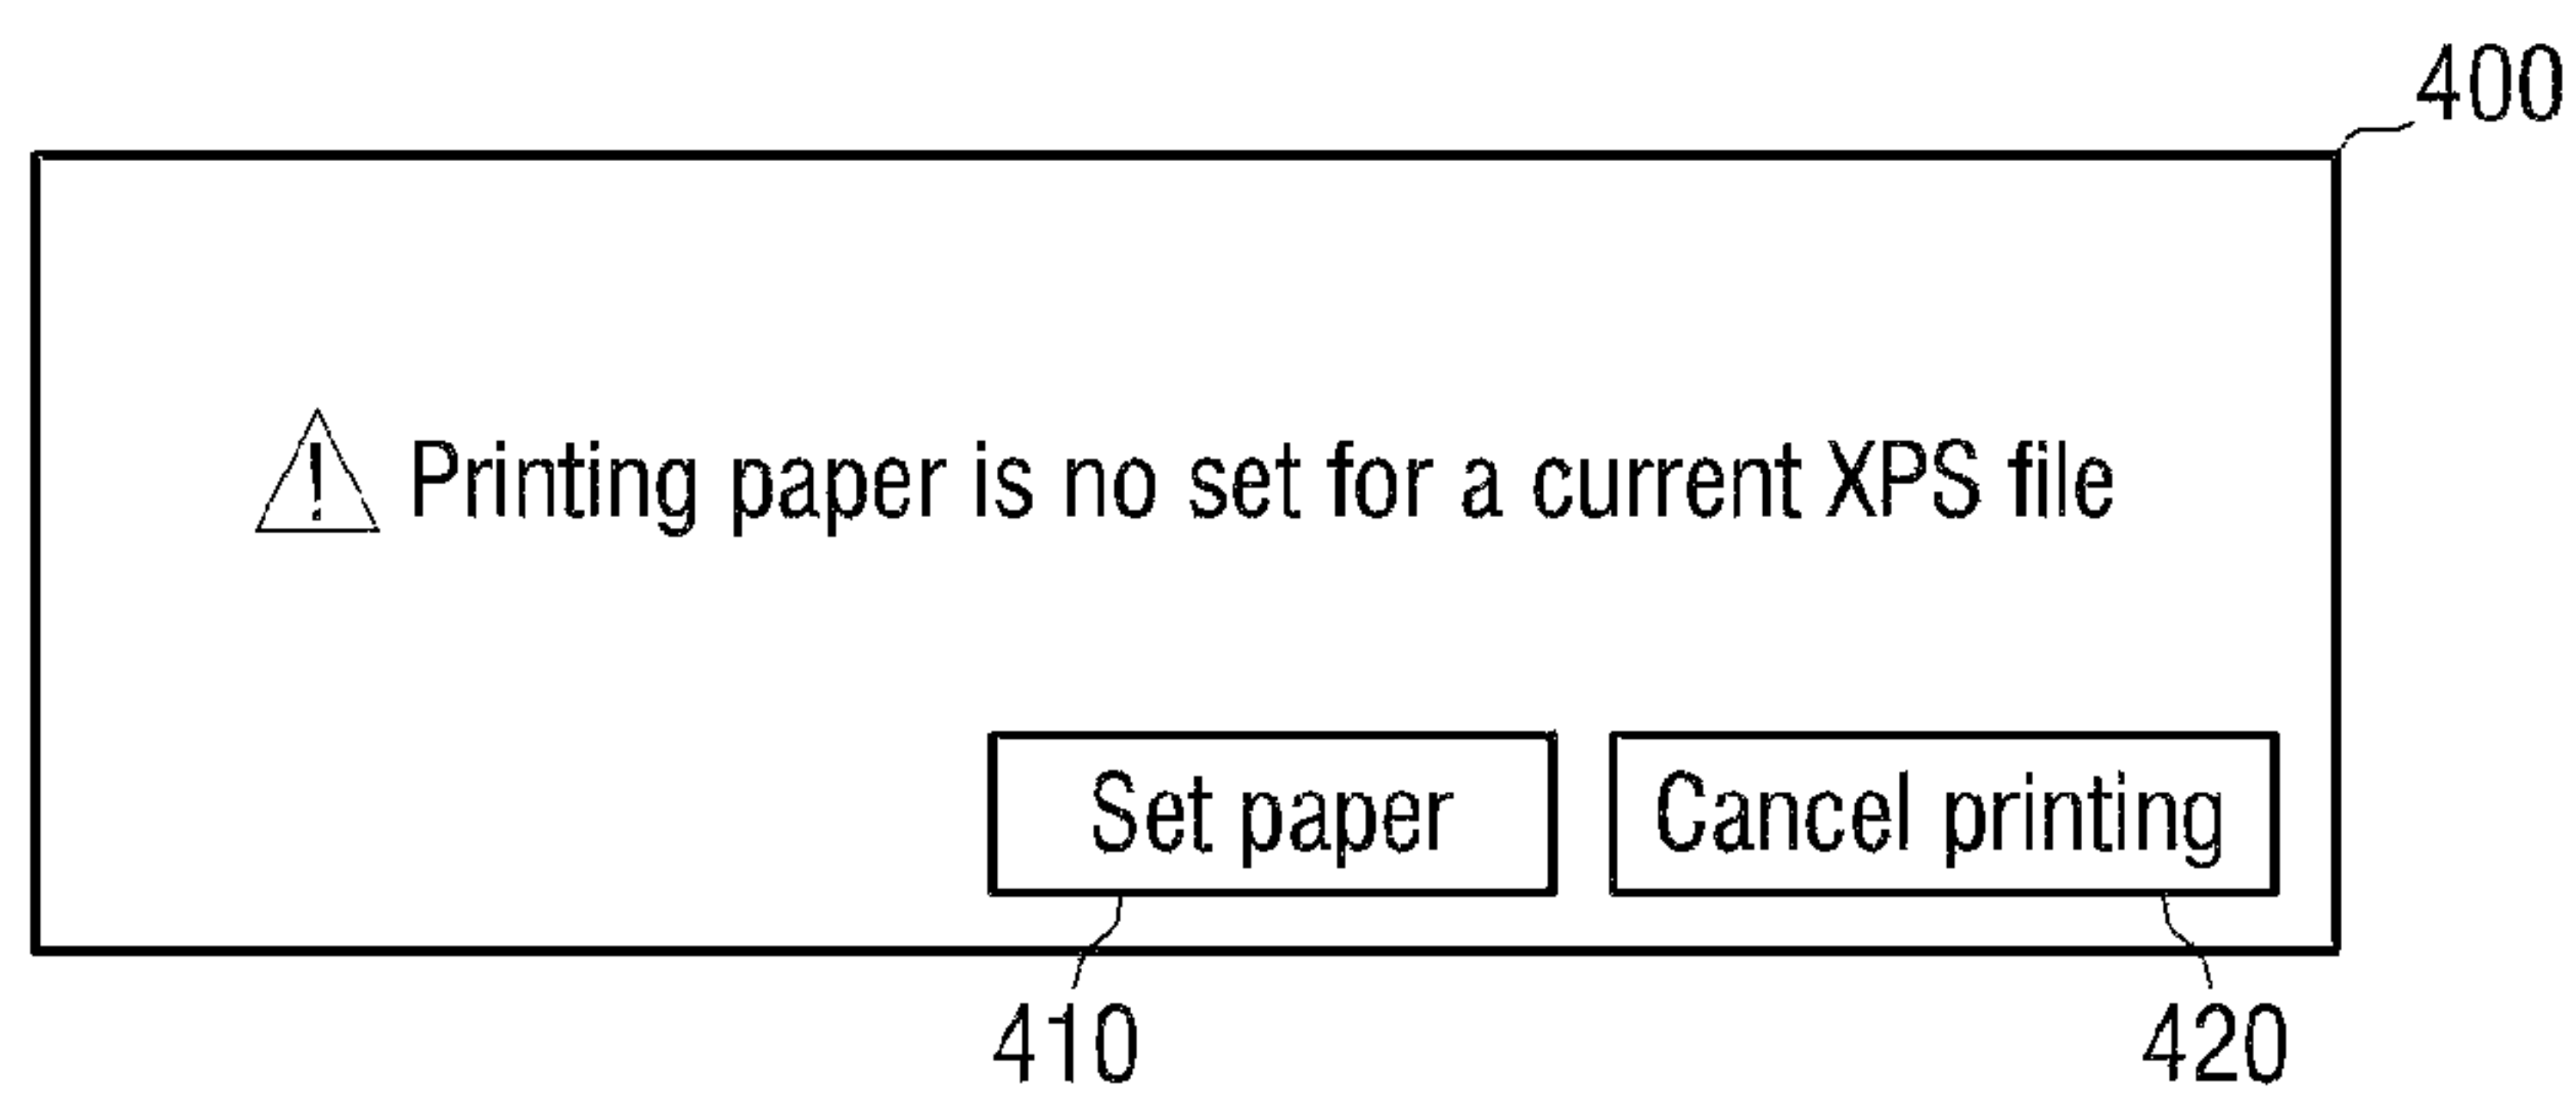 400
Printing paper is no set for a current XPS file
Set paper Cancel printing
410 420